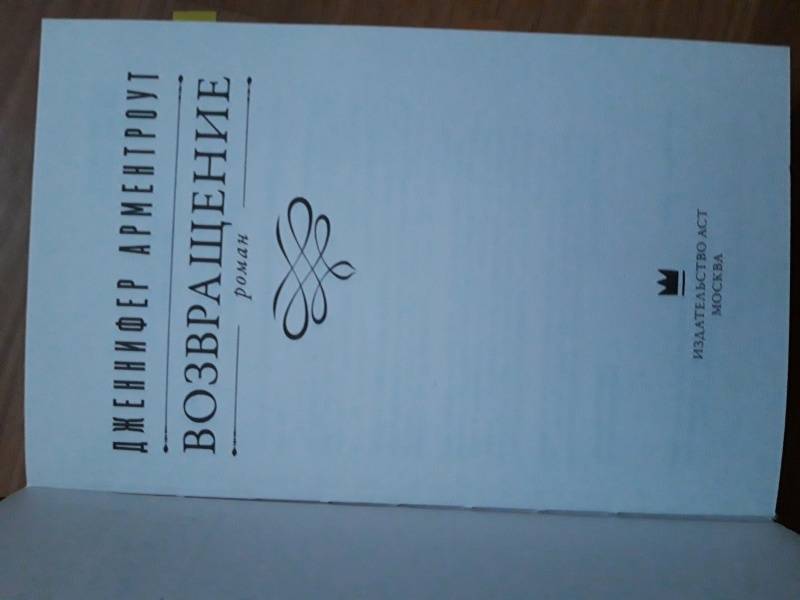 ДЖЕННИФЕР АРМЕНТРОУТ
ВОЗВРАЩЕНИЕ
роман
ИЗДАТЕЛЬСТВО АСТ
МОСКВА